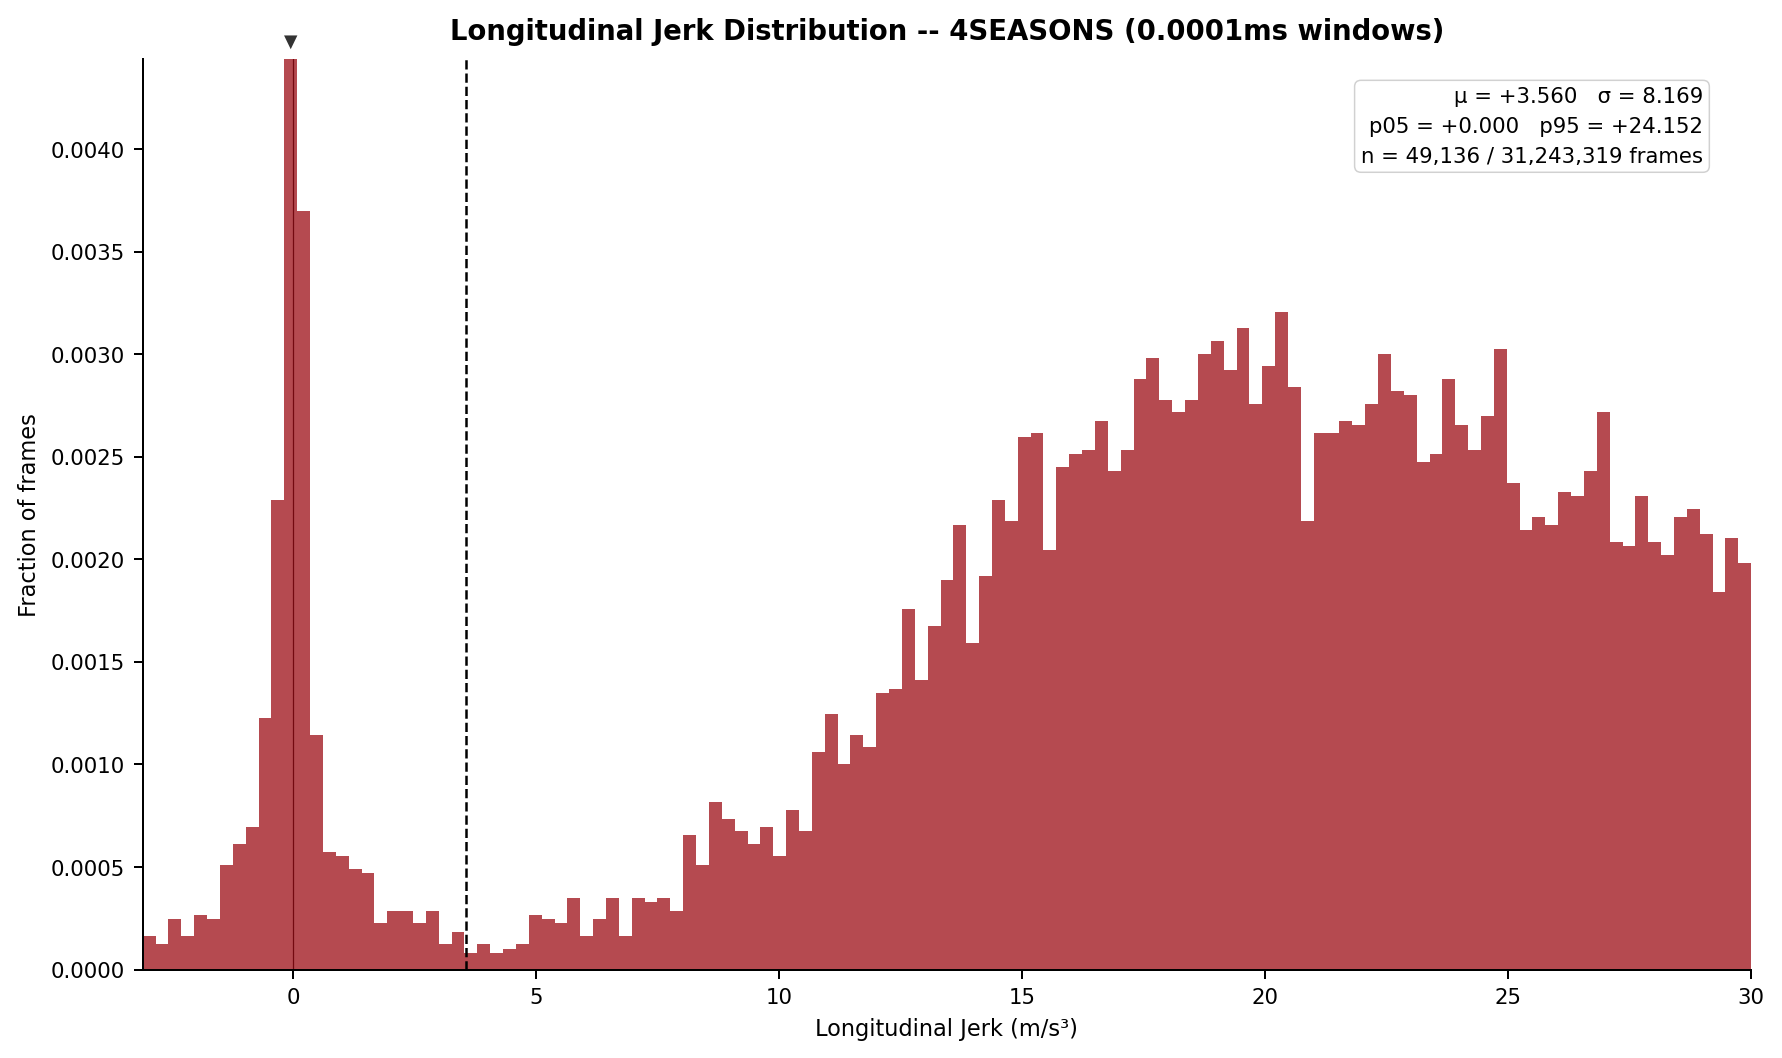 Longitudinal Jerk Distribution -- 4SEASONS (0.0001ms windows)
▼
μ = +3.560   σ = 8.169
p05 = +0.000   p95 = +24.152
n = 49,136 / 31,243,319 frames
Fraction of frames
0.0040
0.0035
0.0030
0.0025
0.0020
0.0015
0.0010
0.0005
0.0000
0 5 10 15 20 25 30
Longitudinal Jerk (m/s³)